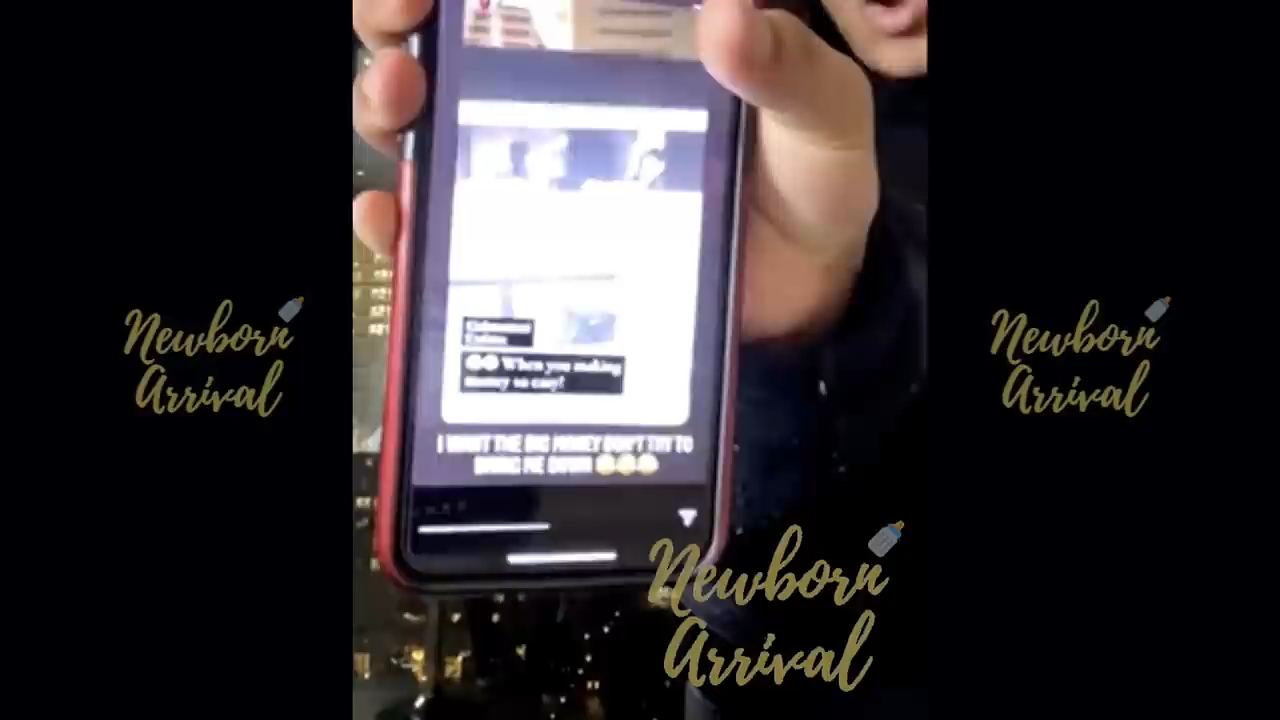 When you making
money so easy!
I WANT THE BIG MONEY DON'T TRY TO
BRING ME DOWN
Newborn
Arrival
Newborn
Arrival
Newborn
Arrival